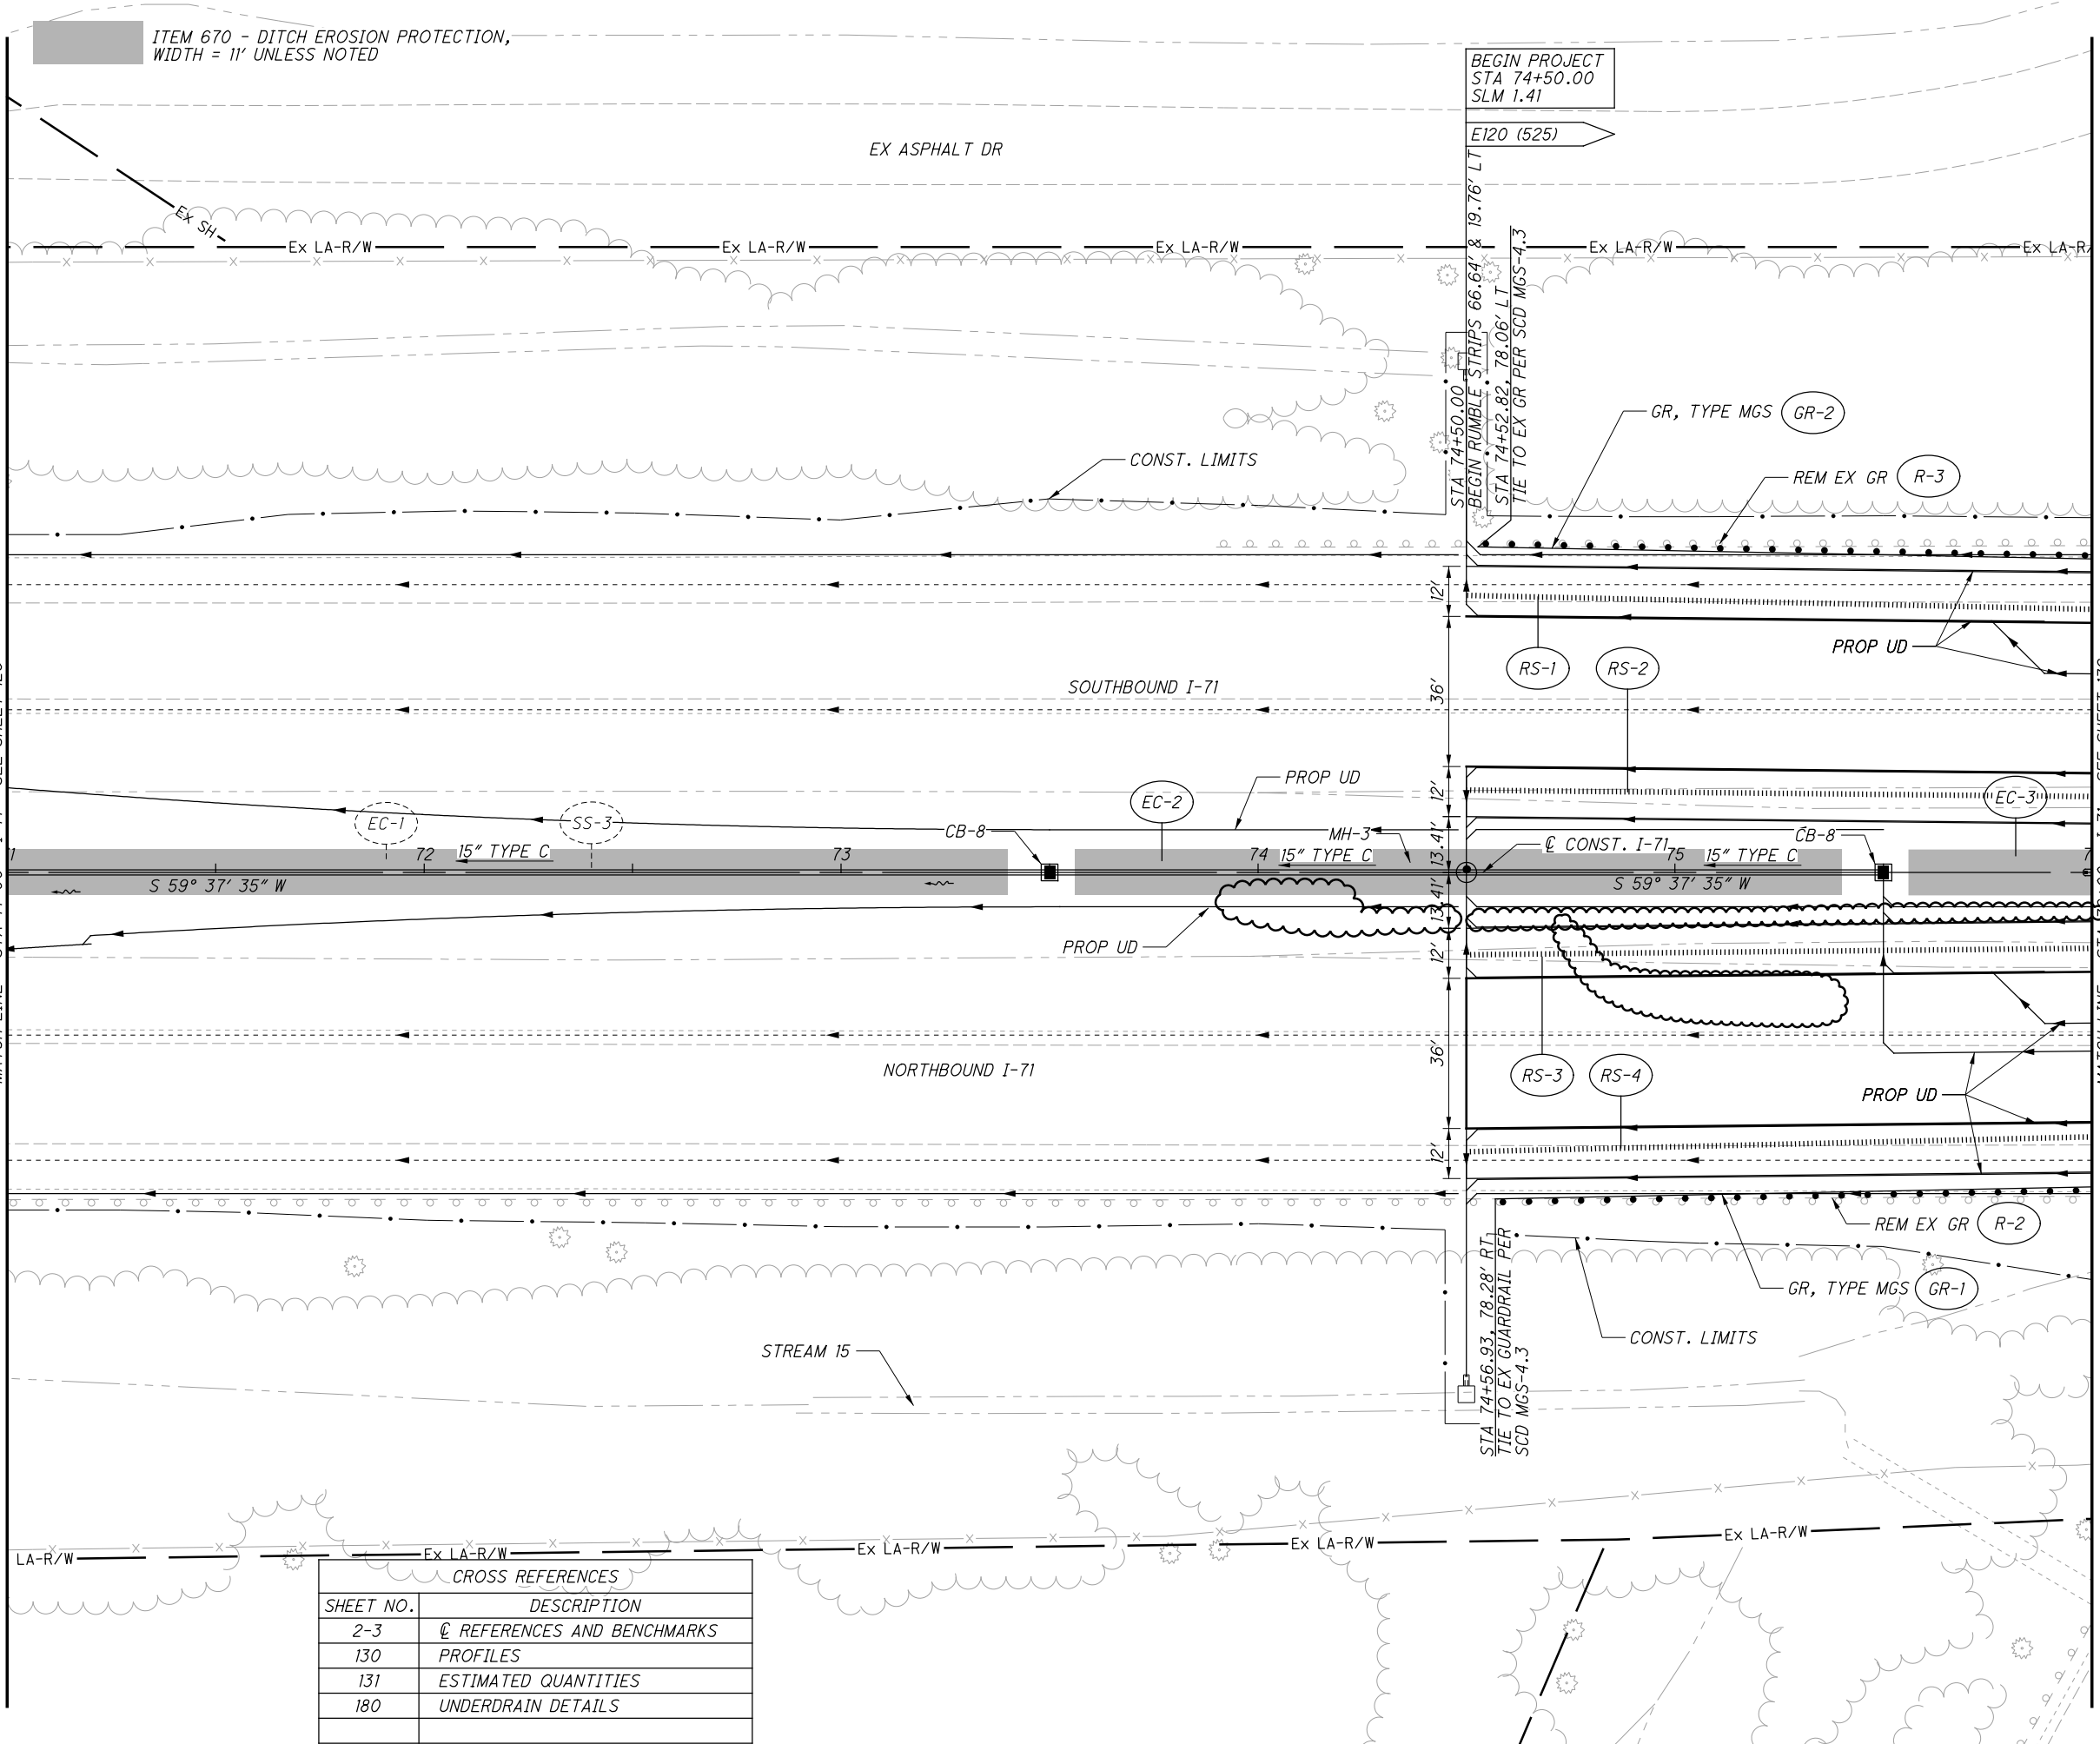 ITEM 670 - DITCH EROSION PROTECTION,
WIDTH = 11' UNLESS NOTED
BEGIN PROJECT
STA 74+50.00
SLM 1.41
E120 (525)
EX ASPHALT DR
Ex SH
Ex LA-R/W
Ex LA-R/W
Ex LA-R/W
Ex LA-R/W
Ex LA-R/
STA 74+50.00
BEGIN RUMBLE STRIPS 66.64' & 19.76' LT
STA 74+52.82, 78.06' LT
TIE TO EX GR PER SCD MGS-4.3
GR, TYPE MGS GR-2
CONST. LIMITS
REM EX GR R-3
12'
PROP UD
RS-1
RS-2
SOUTHBOUND I-71
36'
PROP UD
12'
EC-2
EC-3
EC-1
SS-3
CB-8
MH-3
13.41'
℄ CONST. I-71
CB-8
72
15" TYPE C
73
74
15" TYPE C
75
15" TYPE C
S 59° 37' 35" W
S 59° 37' 35" W
13.41'
PROP UD
12'
NORTHBOUND I-71
36'
RS-3
RS-4
PROP UD
12'
REM EX GR R-2
STA 74+56.93, 78.28' RT,
TIE TO EX GUARDRAIL PER
SCD MGS-4.3
GR, TYPE MGS GR-1
CONST. LIMITS
STREAM 15
LA-R/W
Ex LA-R/W
Ex LA-R/W
Ex LA-R/W
Ex LA-R/W
CROSS REFERENCES
SHEET NO. DESCRIPTION
2-3 ℄ REFERENCES AND BENCHMARKS
130 PROFILES
131 ESTIMATED QUANTITIES
180 UNDERDRAIN DETAILS